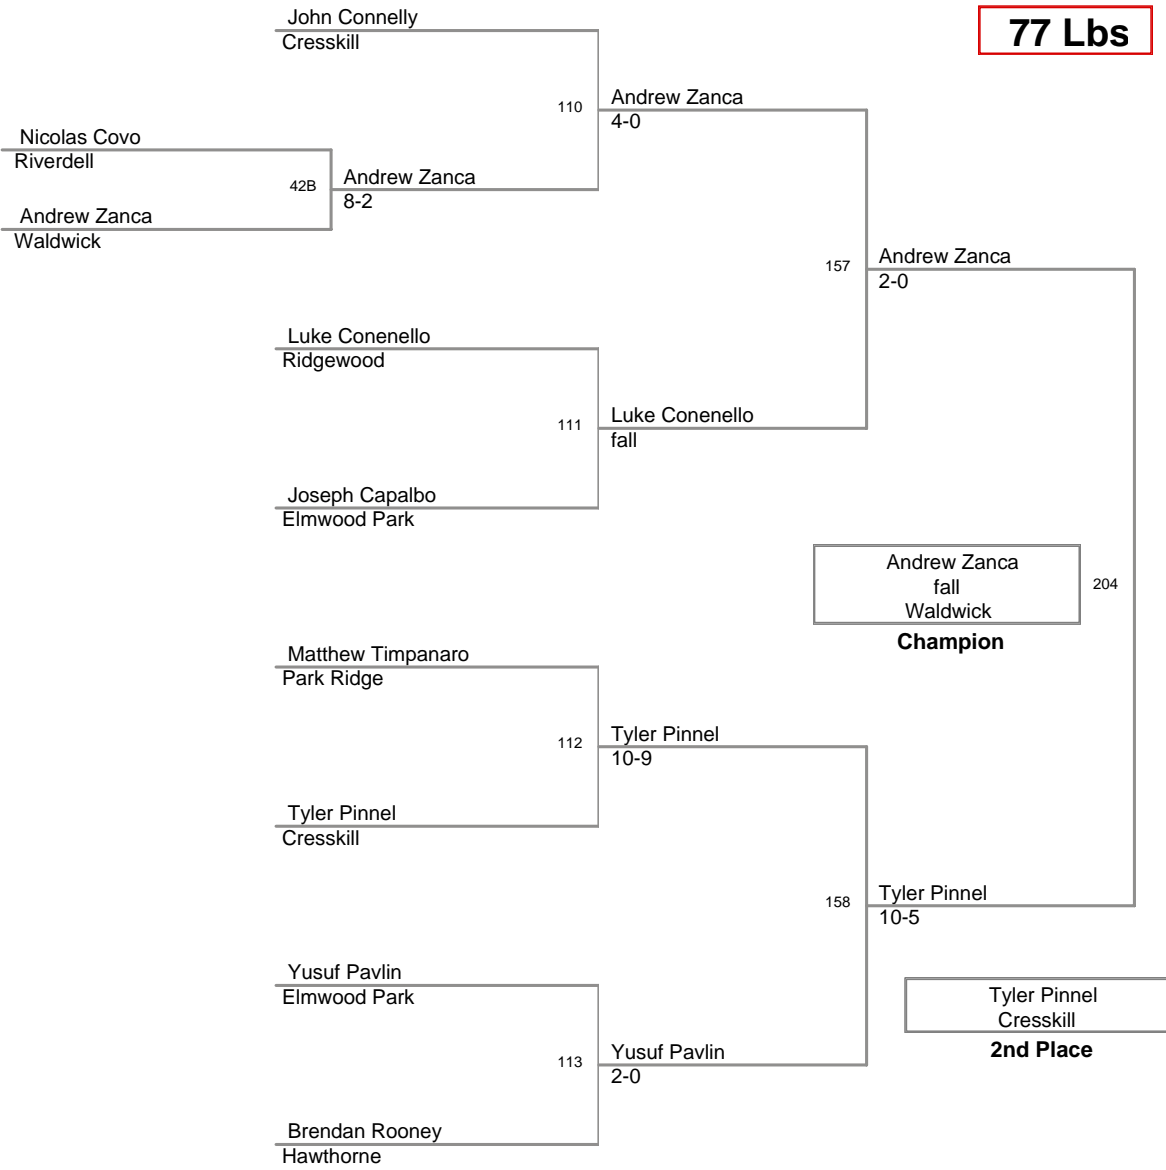 John Connelly
Cresskill
77 Lbs
110
Andrew Zanca
4-0
Nicolas Covo
Riverdell
42B
Andrew Zanca
8-2
Andrew Zanca
Waldwick
157
Andrew Zanca
2-0
Luke Conenello
Ridgewood
111
Luke Conenello
fall
Joseph Capalbo
Elmwood Park
Andrew Zanca
fall
Waldwick
204
Champion
Matthew Timpanaro
Park Ridge
112
Tyler Pinnel
10-9
Tyler Pinnel
Cresskill
158
Tyler Pinnel
10-5
Yusuf Pavlin
Elmwood Park
Tyler Pinnel
Cresskill
2nd Place
113
Yusuf Pavlin
2-0
Brendan Rooney
Hawthorne